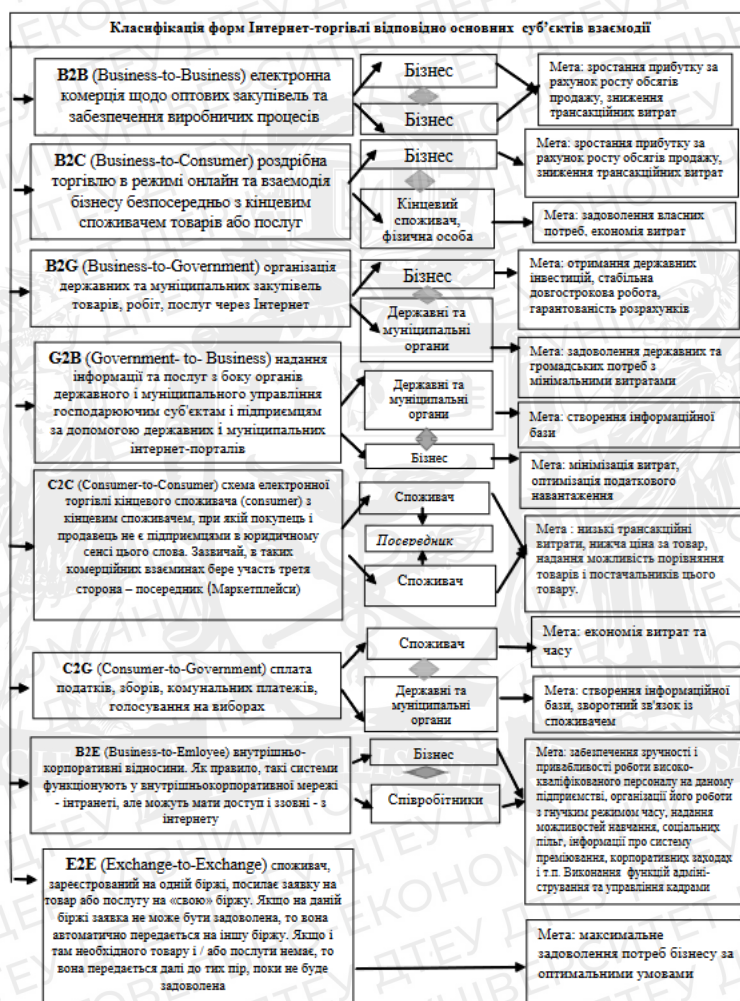 Класифікація форм Інтернет-торгівлі відповідно основних суб'єктів взаємодії
B2B (Business-to-Business) електронна
комерція щодо оптових закупівель та
забезпечення виробничих процесів
Бізнес
Бізнес
Мета: зростання прибутку за
рахунок росту обсягів
продажу, зниження
трансакційних витрат
B2C (Business-to-Consumer) роздрібна
торгівлю в режимі онлайн та взаємодія
бізнесу безпосередньо з кінцевим
споживачем товарів або послуг
Бізнес
Кінцевий
споживач,
фізична особа
Мета: зростання прибутку за
рахунок росту обсягів продажу,
зниження трансакційних витрат
Мета: задоволення власних
потреб, економія витрат
B2G (Business-to-Government) організація
державних та муніципальних закупівель
товарів, робіт, послуг через Інтернет
Бізнес
Державні та
муніципальні
органи
Мета: отримання державних
інвестицій, стабільна
довгострокова робота,
гарантованість розрахунків
Мета: задоволення державних та
громадських потреб з
мінімальними витратами
G2B (Government- to- Business) надання
інформації та послуг з боку органів
державного і муніципального управління
господарюючим суб'єктам і підприємцям
за допомогою державних і муніципальних
інтернет-порталів
Державні та
муніципальні
органи
Бізнес
Мета: створення інформаційної
бази
Мета: мінімізація витрат,
оптимізація податкового
навантаження
C2C (Consumer-to-Consumer) схема електронної
торгівлі кінцевого споживача (consumer) з
кінцевим споживачем, при якій покупець і
продавець не є підприємцями в юридичному
сенсі цього слова. Зазвичай, в таких
комерційних взаєминах бере участь третя
сторона – посередник (Маркетплейси)
Споживач
Посередник
Споживач
Мета : низькі трансакційні
витрати, нижча ціна за товар,
надання можливість порівняння
товарів і постачальників цього
товару.
C2G (Consumer-to-Government) сплата
податків, зборів, комунальних платежів,
голосування на виборах
Споживач
Державні та
муніципальні
органи
Мета: економія витрат та
часу
Мета: створення інформаційної
бази, зворотний зв'язок із
споживачем
B2E (Business-to-Emloyee) внутрішньо-
корпоративні відносини. Як правило, такі системи
функціонують у внутрішньокорпоративної мережі
- інтранеті, але можуть мати доступ і ззовні - з
інтернету
Бізнес
Співробітники
Мета: забезпечення зручності і
привабливості роботи високо-
кваліфікованого персоналу на даному
підприємстві, організації його роботи
з гнучким режимом часу, надання
можливостей навчання, соціальних
пільг, інформації про систему
преміювання, корпоративних заходах
і т.п. Виконання функцій адміні-
стрування та управління кадрами
E2E (Exchange-to-Exchange) споживач,
зареєстрований на одній біржі, посилає заявку на
товар або послугу на «свою» біржу. Якщо на даній
біржі заявка не може бути задоволена, то вона
автоматично передається на іншу біржу. Якщо і
там необхідного товару і / або послуги немає, то
вона передається далі до тих пір, поки не буде
задоволена
Мета: максимальне
задоволення потреб бізнесу за
оптимальними умовами